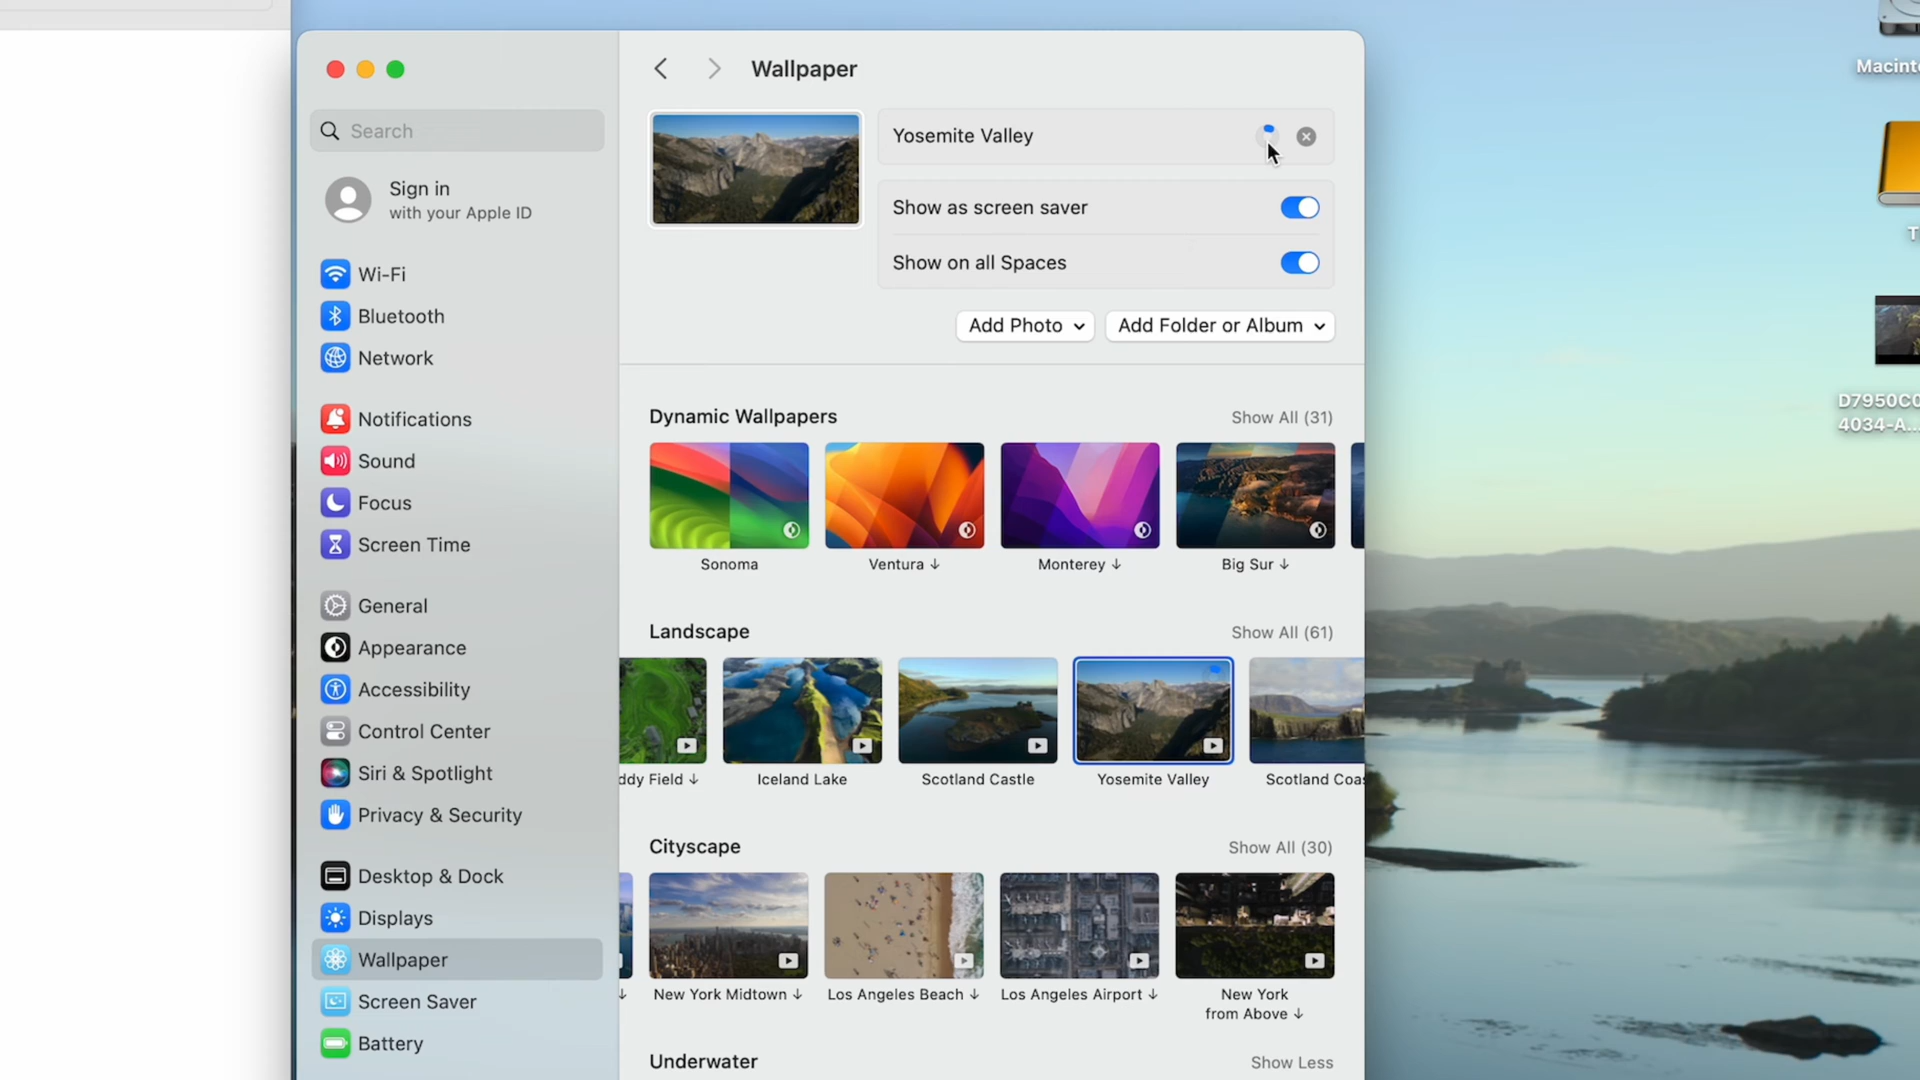 Wallpaper
Search
Sign in
with your Apple ID
Wi-Fi
Bluetooth
Network
Notifications
Sound
Focus
Screen Time
General
Appearance
Accessibility
Control Center
Siri & Spotlight
Privacy & Security
Desktop & Dock
Displays
Wallpaper
Screen Saver
Battery
Yosemite Valley
Show as screen saver
Show on all Spaces
Add Photo
Add Folder or Album
Dynamic Wallpapers
Show All (31)
Sonoma
Ventura ↓
Monterey ↓
Big Sur ↓
Landscape
Show All (61)
ddy Field ↓
Iceland Lake
Scotland Castle
Yosemite Valley
Scotland Coa
Cityscape
Show All (30)
New York Midtown ↓
Los Angeles Beach ↓
Los Angeles Airport ↓
New York
from Above ↓
Underwater
Show Less
Macint
T
D7950C
4034-A...